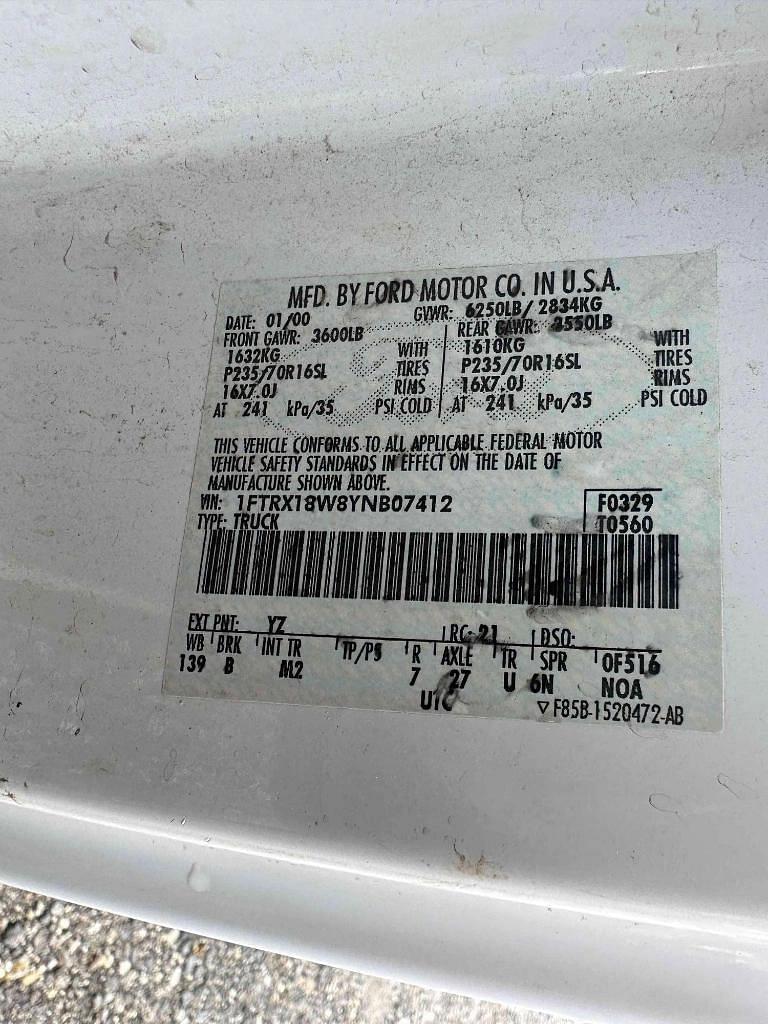 MFD. BY FORD MOTOR CO. IN U.S.A.
DATE: 01/00 GVWR: 6250LB/ 2834KG
FRONT GAWR: 3600LB REAR GAWR: 3550LB
1632KG WITH 1610KG WITH
P235/70R16SL TIRES P235/70R16SL TIRES
16X7.0J RIMS 16X7.0J RIMS
AT 241 kPa/35 PSI COLD AT 241 kPa/35 PSI COLD
THIS VEHICLE CONFORMS TO ALL APPLICABLE FEDERAL MOTOR
VEHICLE SAFETY STANDARDS IN EFFECT ON THE DATE OF
MANUFACTURE SHOWN ABOVE.
VIN: 1FTRX18W8YNB07412 F0329
TYPE: TRUCK T0560
EXT PNT: YZ RC: 21 DSO:
WB BRK INT TR TP/PS R AXLE TR SPR 0F516
139 B M2 7 27 U 6N NOA
▽ F85B-1520472-AB